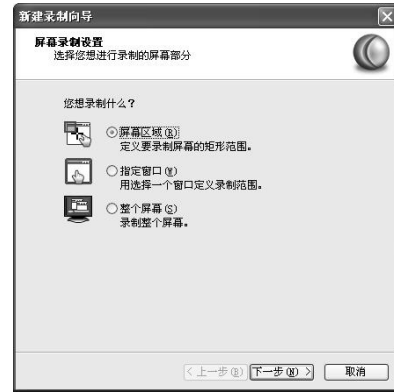 新建录制向导
屏幕录制设置
选择您想进行录制的屏幕部分
您想录制什么？
屏幕区域(R)
定义要录制屏幕的矩形范围。
指定窗口(W)
用选择一个窗口定义录制范围。
整个屏幕(S)
录制整个屏幕。
<上一步(B) 下一步(N)> 取消